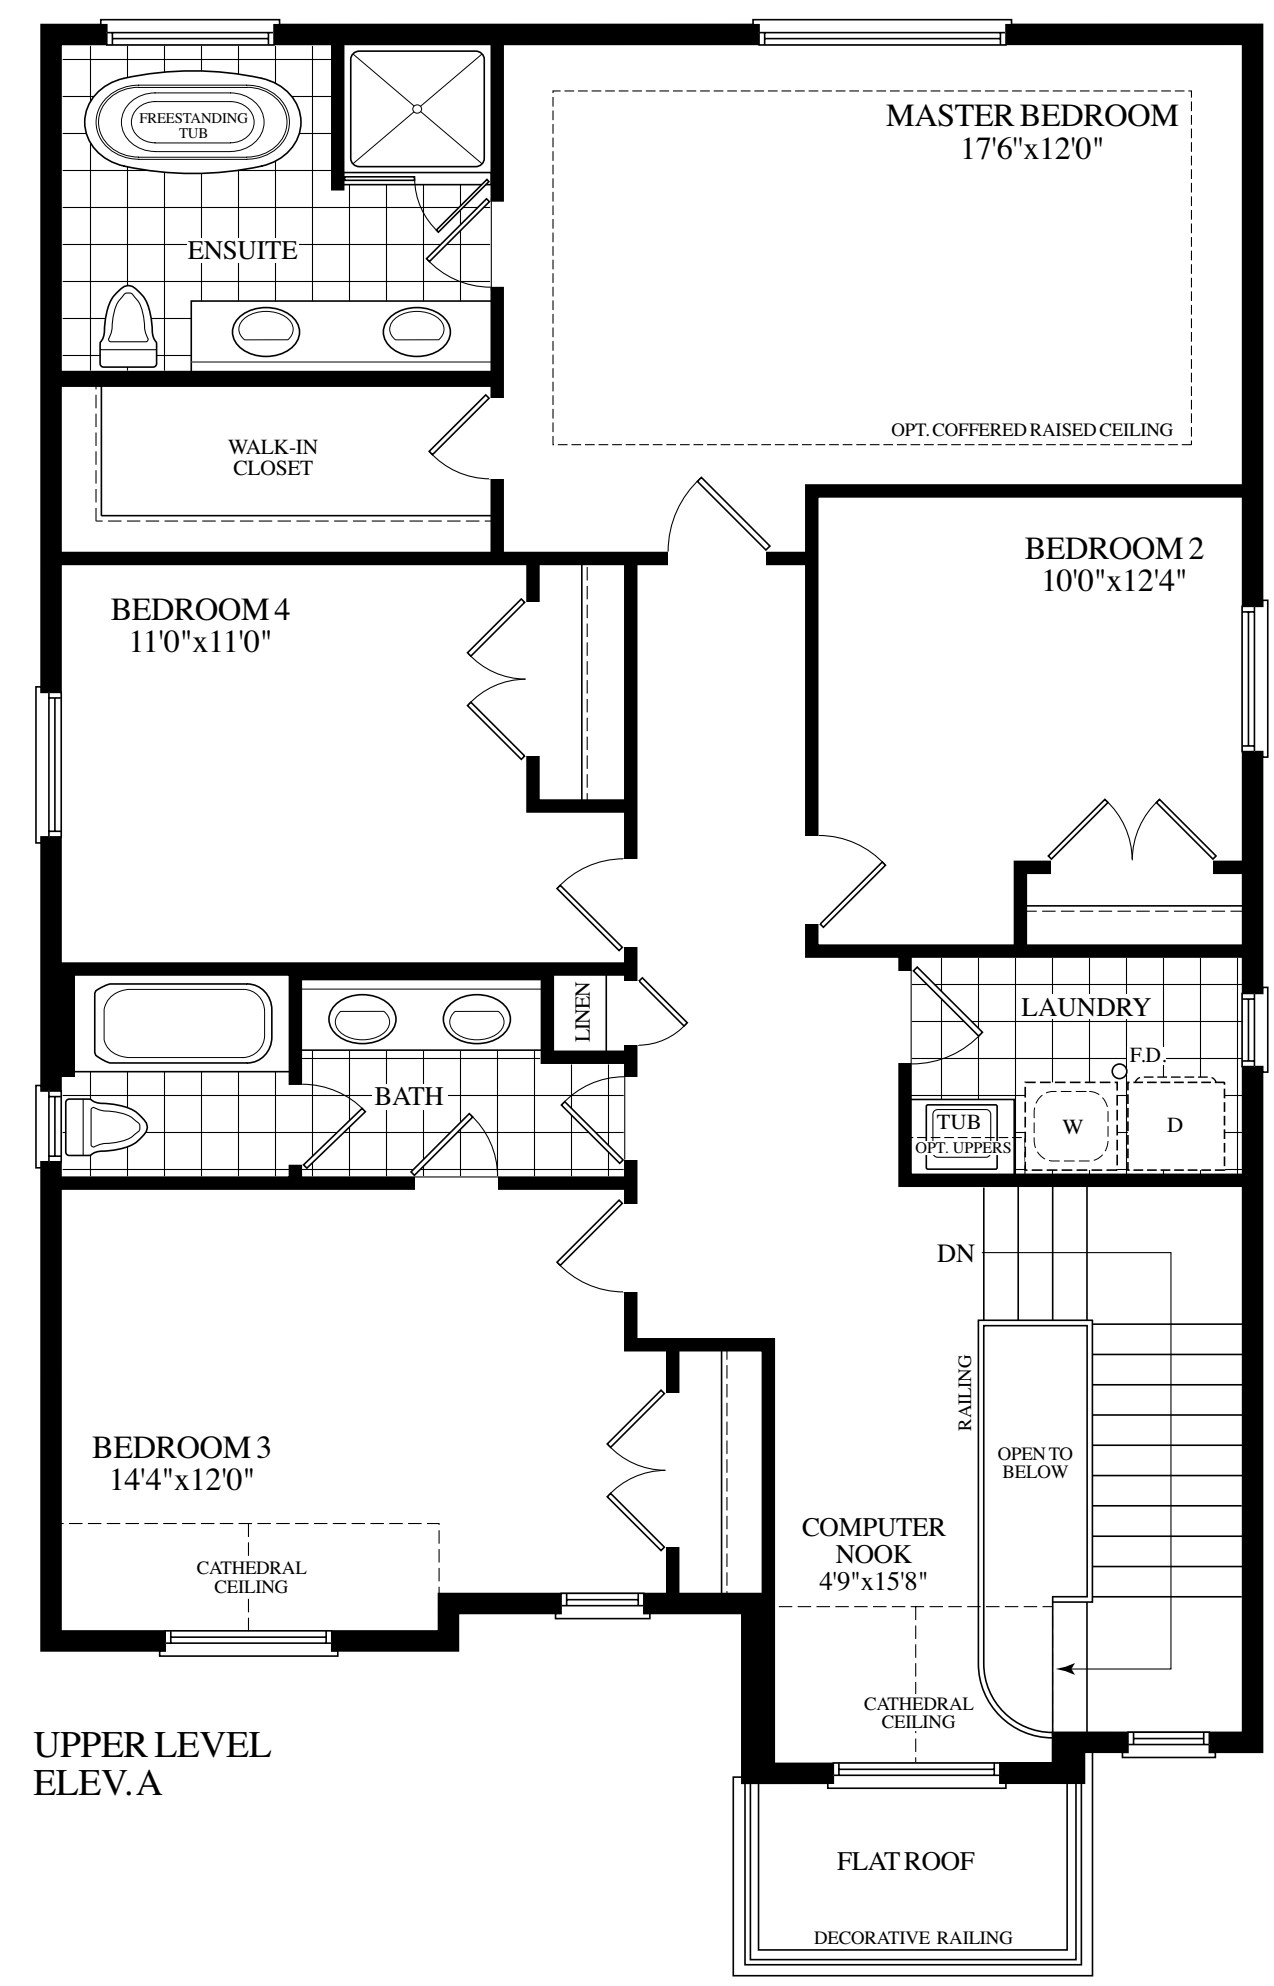 FREESTANDING
TUB
MASTER BEDROOM
17'6"x12'0"
ENSUITE
OPT. COFFERED RAISED CEILING
WALK-IN
CLOSET
BEDROOM 2
10'0"x12'4"
BEDROOM 4
11'0"x11'0"
LINEN
LAUNDRY
F.D.
BATH
TUB
OPT. UPPERS
W
D
DN
RAILING
BEDROOM 3
14'4"x12'0"
OPEN TO
BELOW
COMPUTER
NOOK
4'9"x15'8"
CATHEDRAL
CEILING
CATHEDRAL
CEILING
UPPER LEVEL
ELEV. A
FLAT ROOF
DECORATIVE RAILING